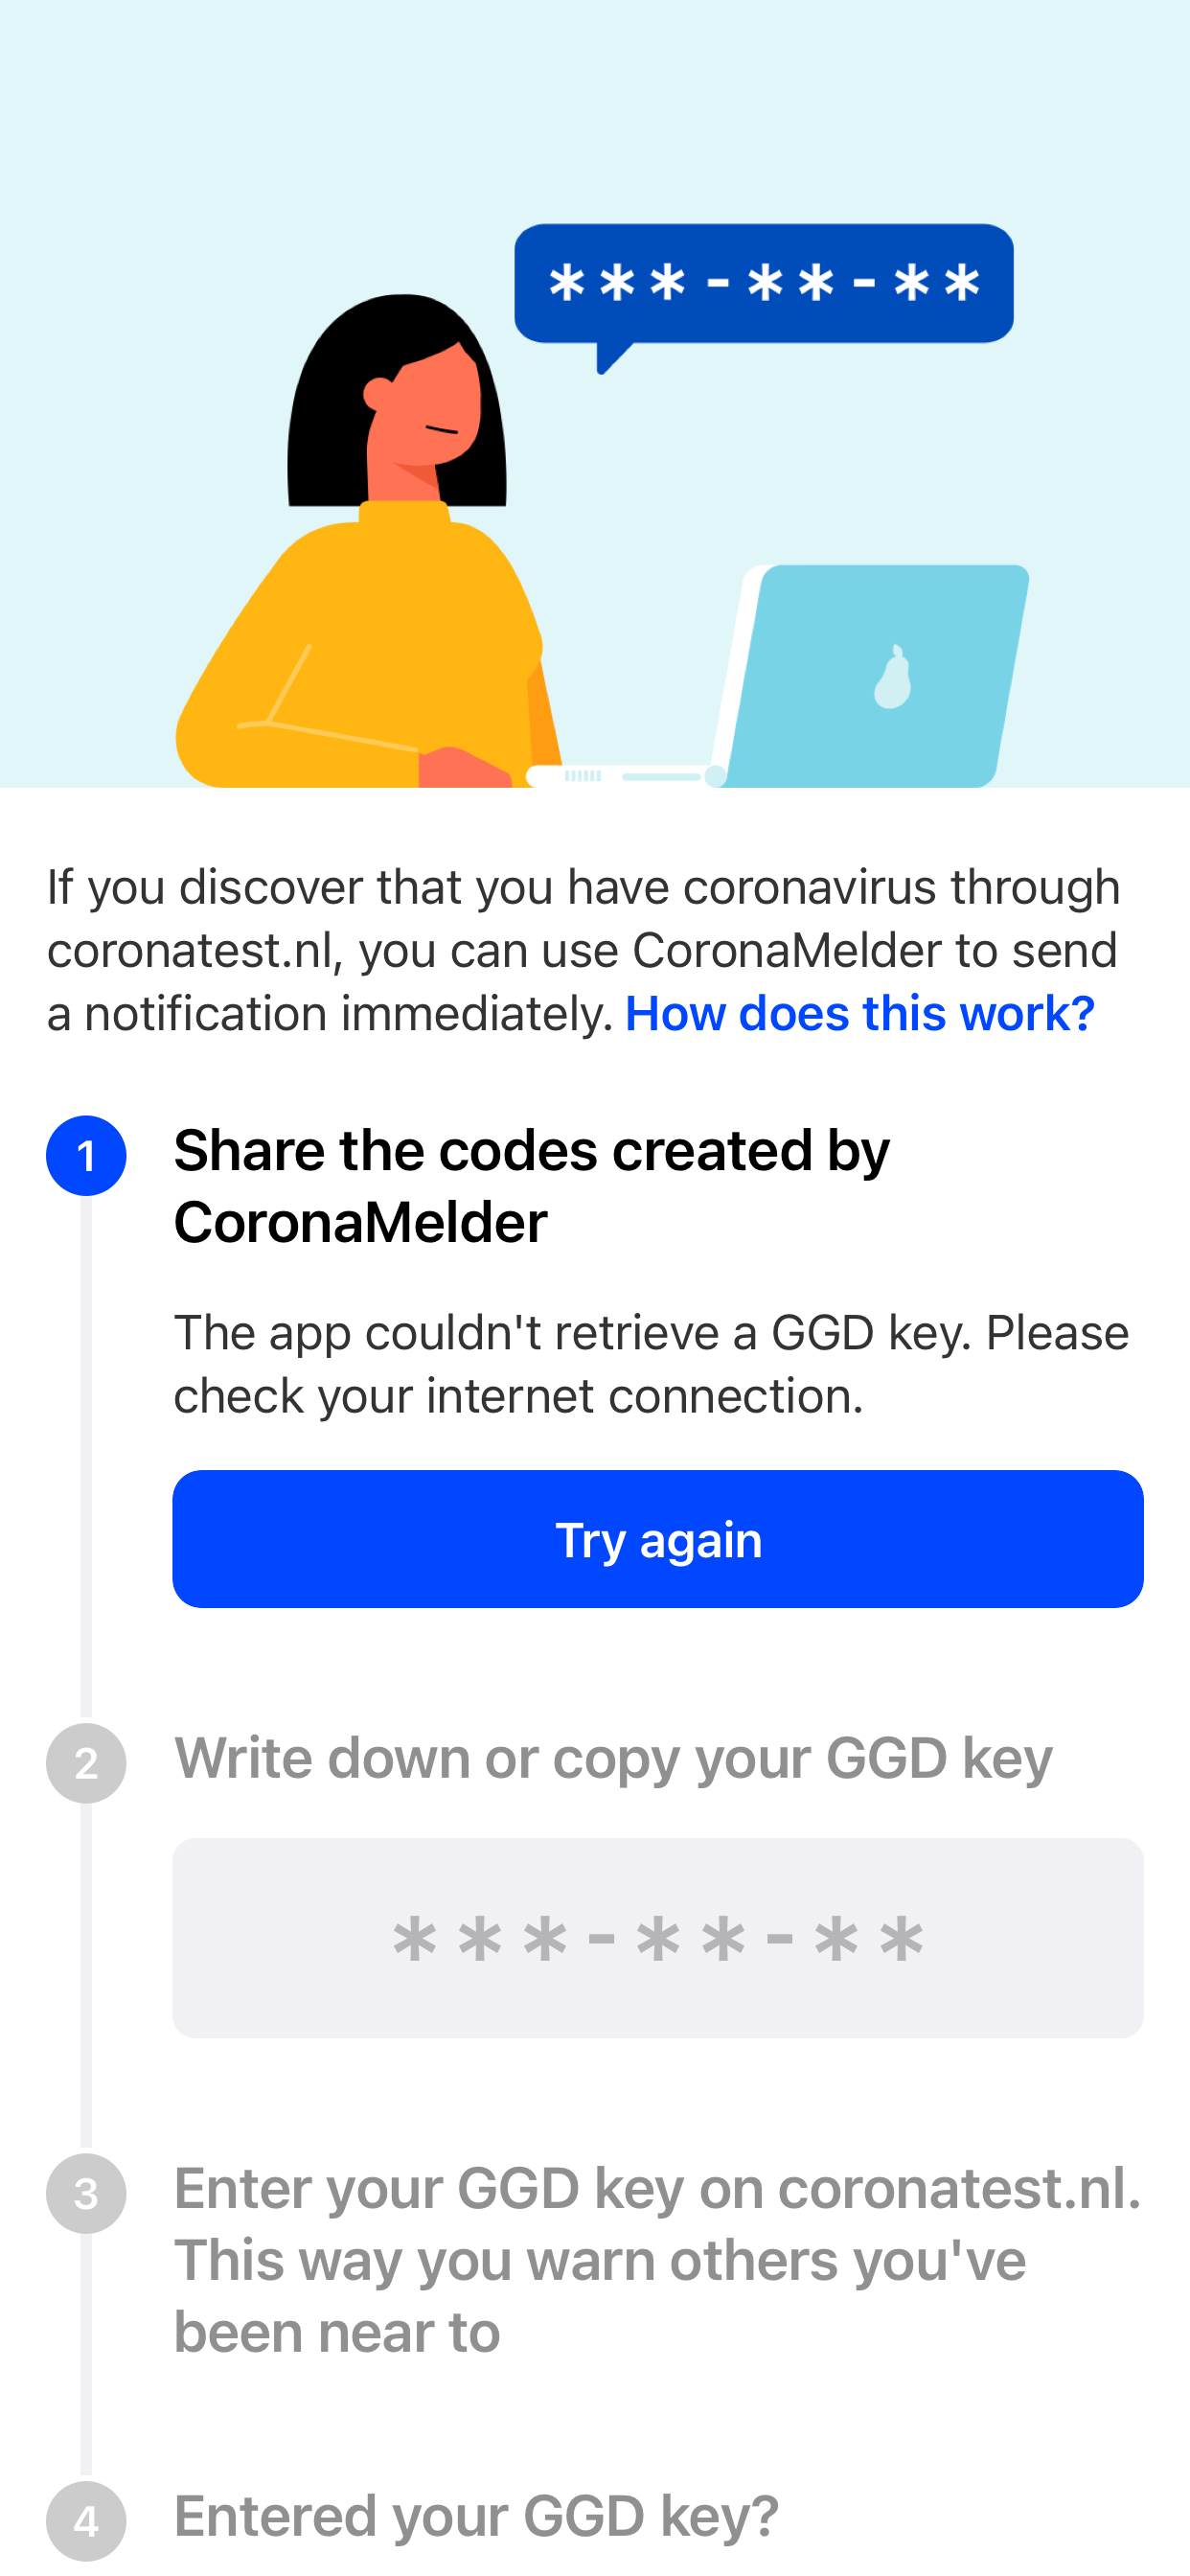 ***-**-**
If you discover that you have coronavirus through
coronatest.nl, you can use CoronaMelder to send
a notification immediately. How does this work?
1
Share the codes created by
CoronaMelder
The app couldn't retrieve a GGD key. Please
check your internet connection.
Try again
2
Write down or copy your GGD key
***-**-**
3
Enter your GGD key on coronatest.nl.
This way you warn others you've
been near to
4
Entered your GGD key?